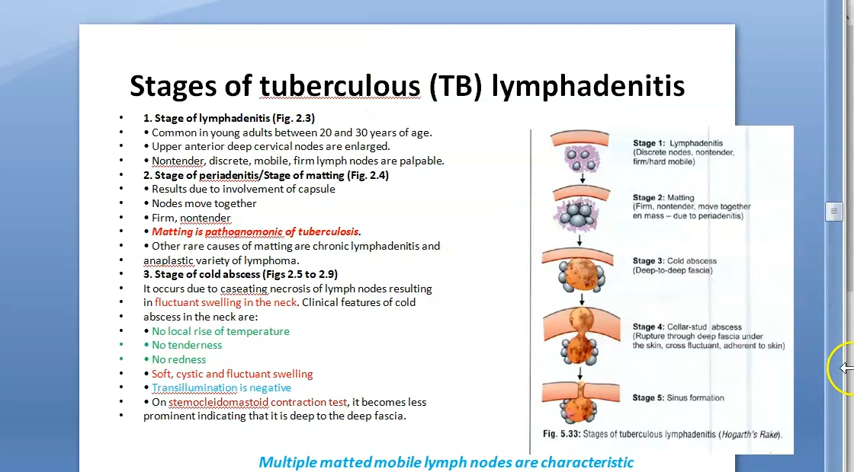 Stages of tuberculous (TB) lymphadenitis
• 1. Stage of lymphadenitis (Fig. 2.3)
• • Common in young adults between 20 and 30 years of age.
• • Upper anterior deep cervical nodes are enlarged.
• • Nontender, discrete, mobile, firm lymph nodes are palpable.
• 2. Stage of periadenitis/Stage of matting (Fig. 2.4)
• • Results due to involvement of capsule
• • Nodes move together
• • Firm, nontender
• • Matting is pathognomonic of tuberculosis.
• • Other rare causes of matting are chronic lymphadenitis and
• anaplastic variety of lymphoma.
• 3. Stage of cold abscess (Figs 2.5 to 2.9)
• It occurs due to caseating necrosis of lymph nodes resulting
• in fluctuant swelling in the neck. Clinical features of cold
• abscess in the neck are:
• • No local rise of temperature
• • No tenderness
• • No redness
• • Soft, cystic and fluctuant swelling
• • Transillumination is negative
• • On stemocleidomastoid contraction test, it becomes less
• prominent indicating that it is deep to the deep fascia.
Stage 1: Lymphadenitis
(Discrete nodes, nontender,
firm/hard mobile)
Stage 2: Matting
(Firm, nontender, move together
en mass – due to periadenitis)
Stage 3: Cold abscess
(Deep-to-deep fascia)
Stage 4: Collar-stud abscess
(Rupture through deep fascia under
the skin, cross fluctuant, adherent to skin)
Stage 5: Sinus formation
Fig. 5.33: Stages of tuberculous lymphadenitis (Hogarth's Rake).
Multiple matted mobile lymph nodes are characteristic